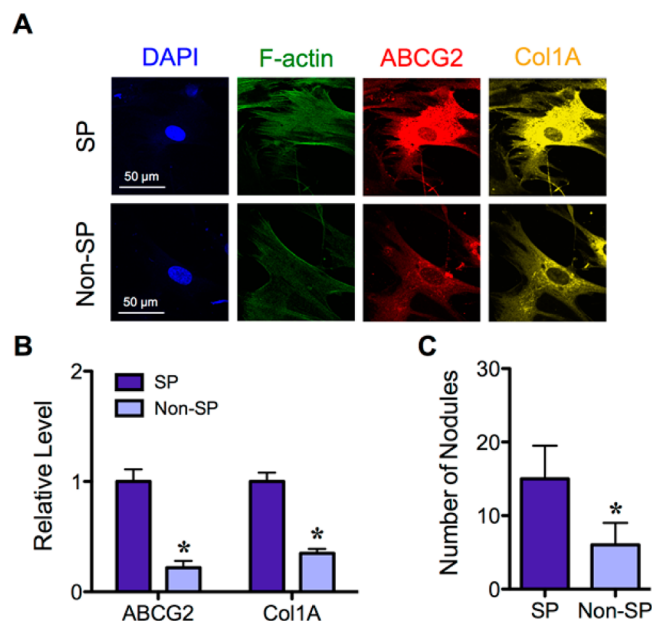 A
DAPI F-actin ABCG2 Col1A
SP
50 µm
Non-SP
50 µm
B
Relative Level
2
1
0
SP
Non-SP
*
*
ABCG2 Col1A
C
Number of Nodules
30
20
10
0
*
SP Non-SP